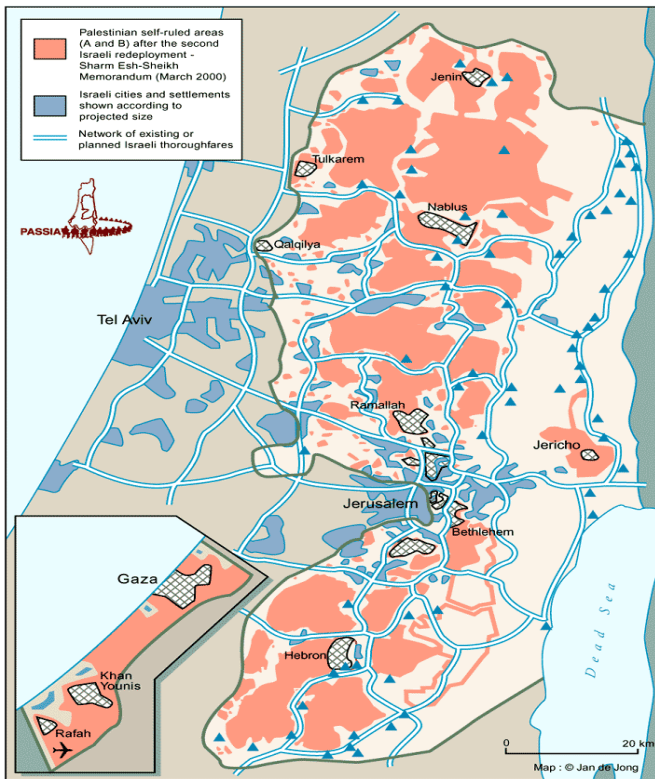 Palestinian self-ruled areas
(A and B) after the second
Israeli redeployment -
Sharm Esh-Sheikh
Memorandum (March 2000)
Israeli cities and settlements
shown according to
projected size
Network of existing or
planned Israeli thoroughfares
PASSIA
Jenin
Tulkarem
Nablus
Qalqilya
Tel Aviv
Ramallah
Jericho
Jerusalem
Bethlehem
Gaza
Dead Sea
Hebron
Khan
Younis
Rafah
0
20 km
Map : © Jan de Jong